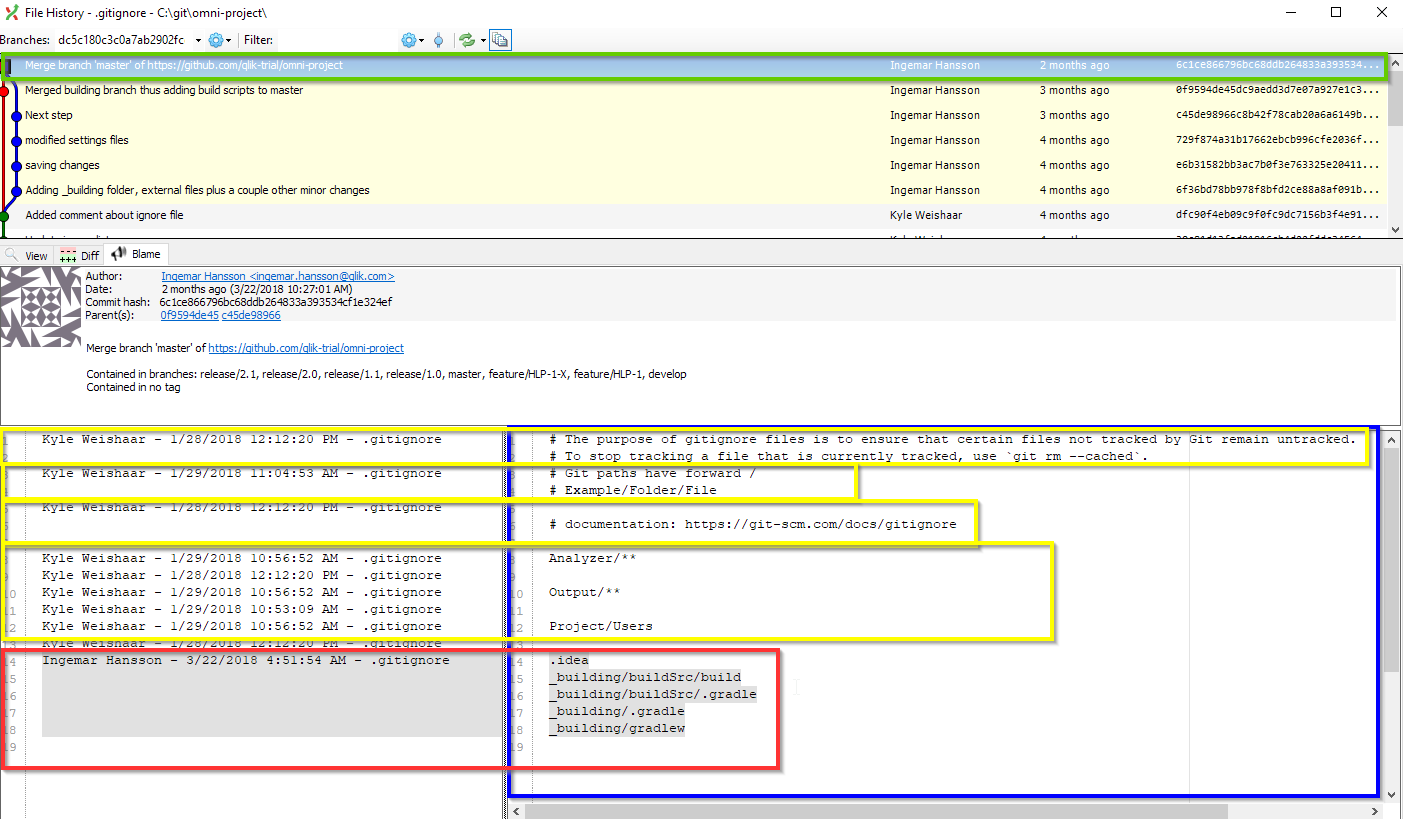 File History - .gitignore - C:\git\omni-project\
Branches: dc5c180c3c0a7ab2902fc Filter:
Merge branch 'master' of https://github.com/qlik-trial/omni-project Ingemar Hansson 2 months ago 6c1ce866796bc68ddb264833a393534...
Merged building branch thus adding build scripts to master Ingemar Hansson 3 months ago 0f9594de45dc9aedd3d7e07a927e1c3...
Next step Ingemar Hansson 3 months ago c45de98966c8b42f78cab20a6a6149b...
modified settings files Ingemar Hansson 4 months ago 729f874a31b17662ebcb996cfe2036f...
saving changes Ingemar Hansson 4 months ago e6b31582bb3ac7b0f3e763325e20411...
Adding _building folder, external files plus a couple other minor changes Ingemar Hansson 4 months ago 6f36bd78bb978f8bfd2ce88a8af091b...
Added comment about ignore file Kyle Weishaar 4 months ago dfc90f4eb09c9f0fc9dc7156b3f4e91...
View Diff Blame
Author: Ingemar Hansson <ingemar.hansson@qlik.com>
Date: 2 months ago (3/22/2018 10:27:01 AM)
Commit hash: 6c1ce866796bc68ddb264833a393534cf1e324ef
Parent(s): 0f9594de45 c45de98966
Merge branch 'master' of https://github.com/qlik-trial/omni-project
Contained in branches: release/2.1, release/2.0, release/1.1, release/1.0, master, feature/HLP-1-X, feature/HLP-1, develop
Contained in no tag
1 Kyle Weishaar - 1/28/2018 12:12:20 PM - .gitignore 1 # The purpose of gitignore files is to ensure that certain files not tracked by Git remain untracked.
2 2 # To stop tracking a file that is currently tracked, use `git rm --cached`.
3 Kyle Weishaar - 1/29/2018 11:04:53 AM - .gitignore 3 # Git paths have forward /
4 4 # Example/Folder/File
5 Kyle Weishaar - 1/28/2018 12:12:20 PM - .gitignore 5
6 6 # documentation: https://git-scm.com/docs/gitignore
8 Kyle Weishaar - 1/29/2018 10:56:52 AM - .gitignore 8 Analyzer/**
9 Kyle Weishaar - 1/28/2018 12:12:20 PM - .gitignore 9
10 Kyle Weishaar - 1/29/2018 10:56:52 AM - .gitignore 10 Output/**
11 Kyle Weishaar - 1/29/2018 10:53:09 AM - .gitignore 11
12 Kyle Weishaar - 1/29/2018 10:56:52 AM - .gitignore 12 Project/Users
13 Kyle Weishaar - 1/28/2018 12:12:20 PM - .gitignore 13
14 Ingemar Hansson - 3/22/2018 4:51:54 AM - .gitignore 14 .idea
15 15 _building/buildSrc/build
16 16 _building/buildSrc/.gradle
17 17 _building/.gradle
18 18 _building/gradlew
19 19